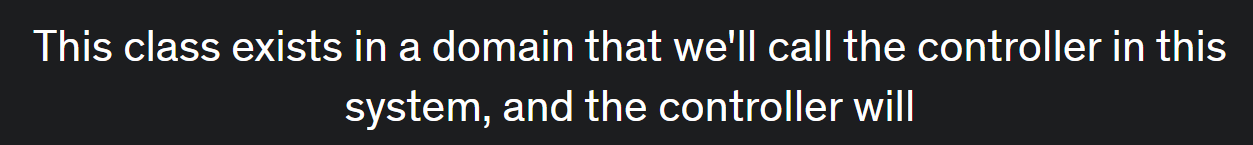 This class exists in a domain that we'll call the controller in this
system, and the controller will